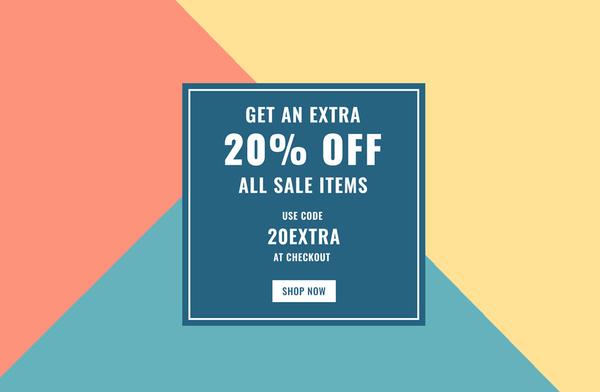 GET AN EXTRA
20% OFF
ALL SALE ITEMS
USE CODE
20EXTRA
AT CHECKOUT
SHOP NOW